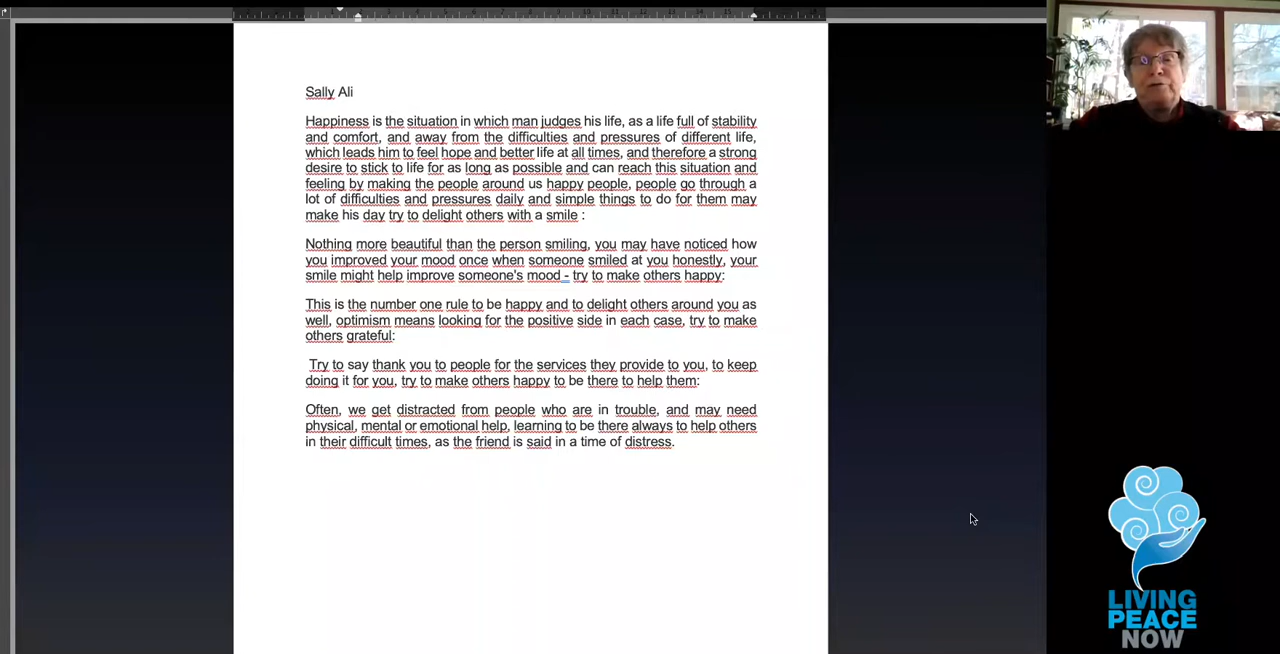 Sally Ali
Happiness is the situation in which man judges his life, as a life full of stability
and comfort, and away from the difficulties and pressures of different life,
which leads him to feel hope and better life at all times, and therefore a strong
desire to stick to life for as long as possible and can reach this situation and
feeling by making the people around us happy people, people go through a
lot of difficulties and pressures daily and simple things to do for them may
make his day try to delight others with a smile :
Nothing more beautiful than the person smiling, you may have noticed how
you improved your mood once when someone smiled at you honestly, your
smile might help improve someone's mood - try to make others happy:
This is the number one rule to be happy and to delight others around you as
well, optimism means looking for the positive side in each case, try to make
others grateful:
Try to say thank you to people for the services they provide to you, to keep
doing it for you, try to make others happy to be there to help them:
Often, we get distracted from people who are in trouble, and may need
physical, mental or emotional help, learning to be there always to help others
in their difficult times, as the friend is said in a time of distress.
LIVING
PEACE
NOW